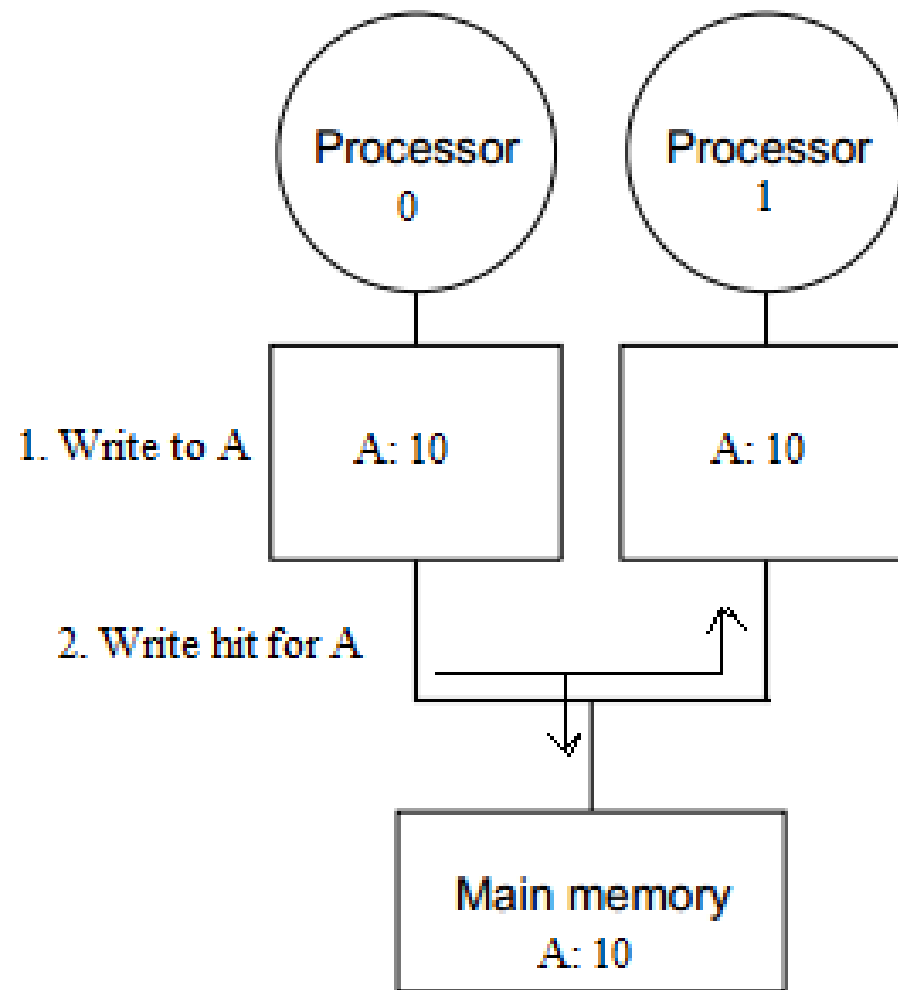 Processor
0
Processor
1
1. Write to A
A: 10
A: 10
2. Write hit for A
Main memory
A: 10